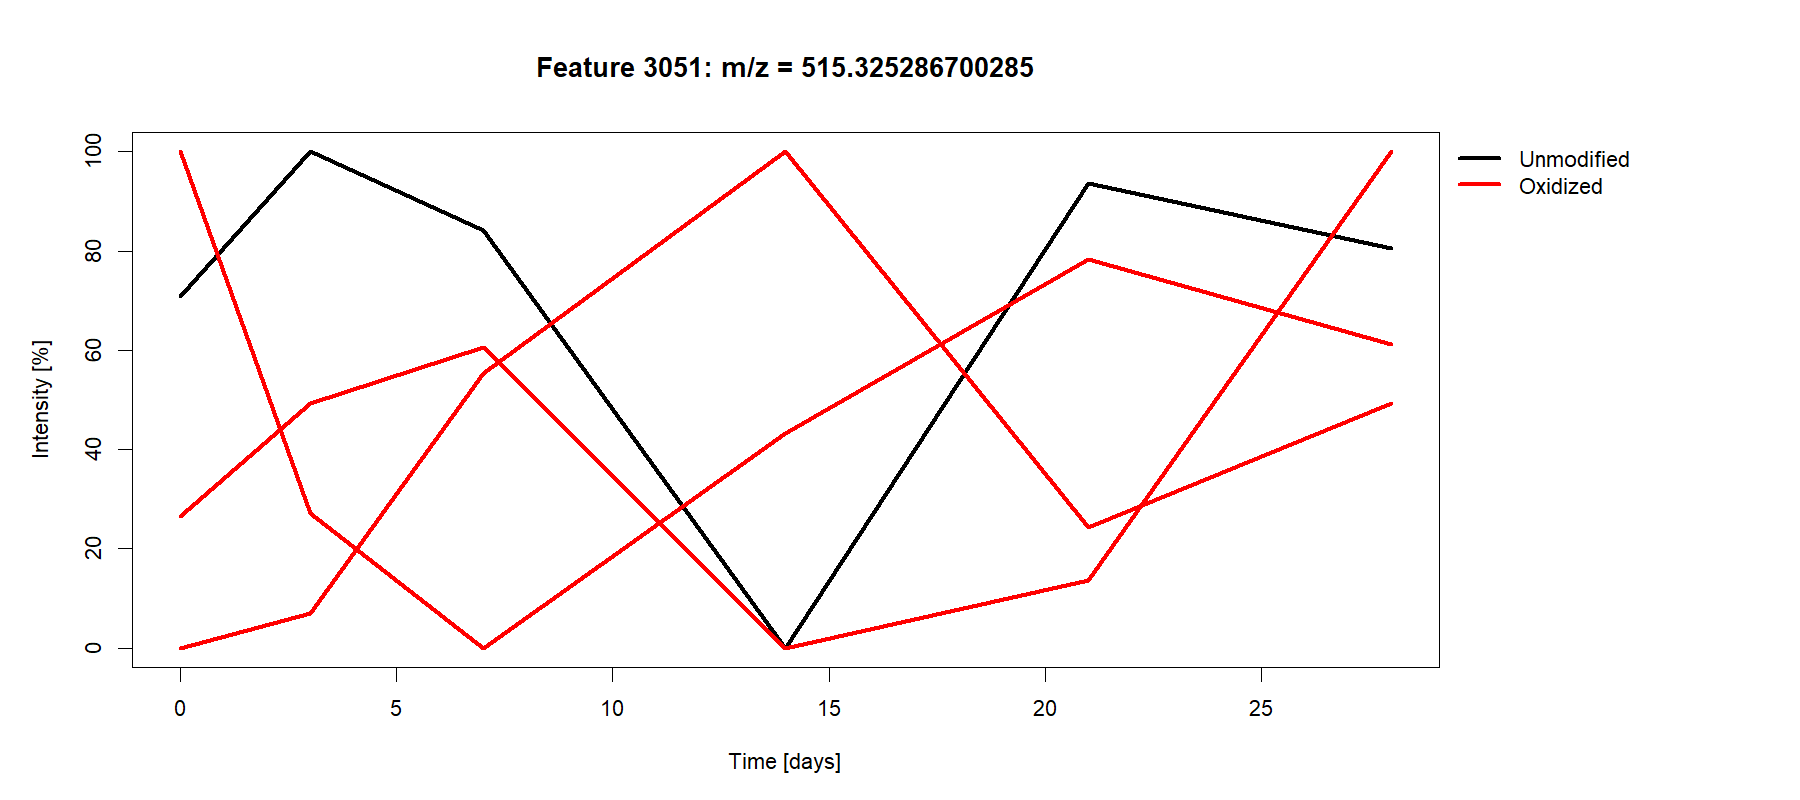 Feature 3051: m/z = 515.325286700285
Unmodified
Oxidized
Intensity [%]
100
80
60
40
20
0
0 5 10 15 20 25
Time [days]